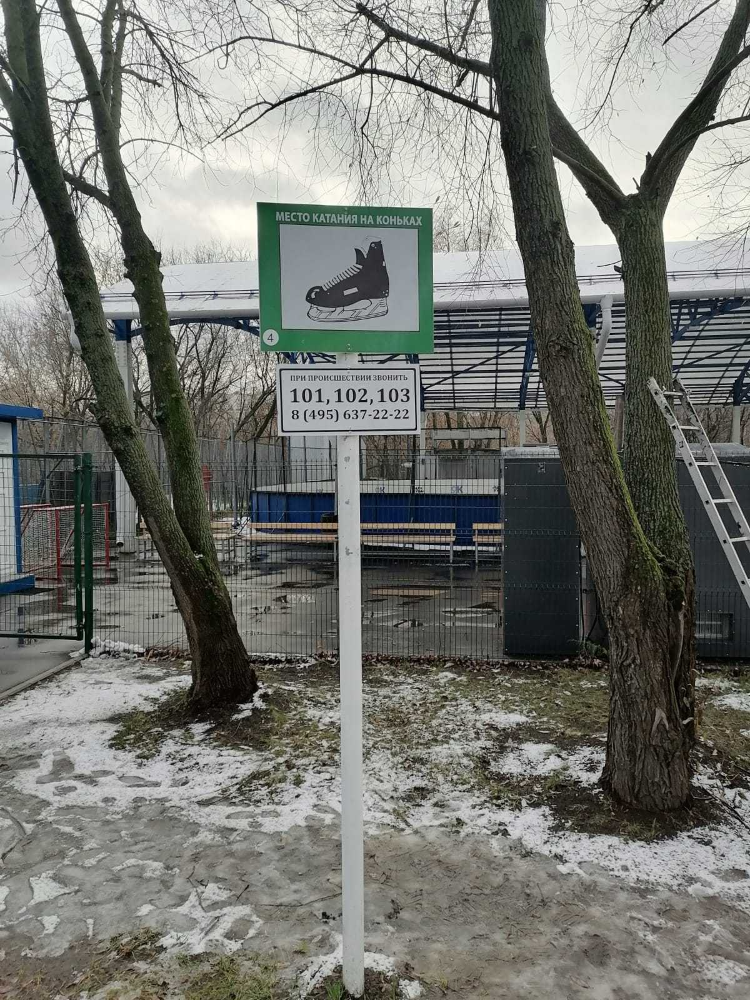 МЕСТО КАТАНИЯ НА КОНЬКАХ
4
ПРИ ПРОИСШЕСТВИИ ЗВОНИТЬ
101, 102, 103
8 (495) 637-22-22